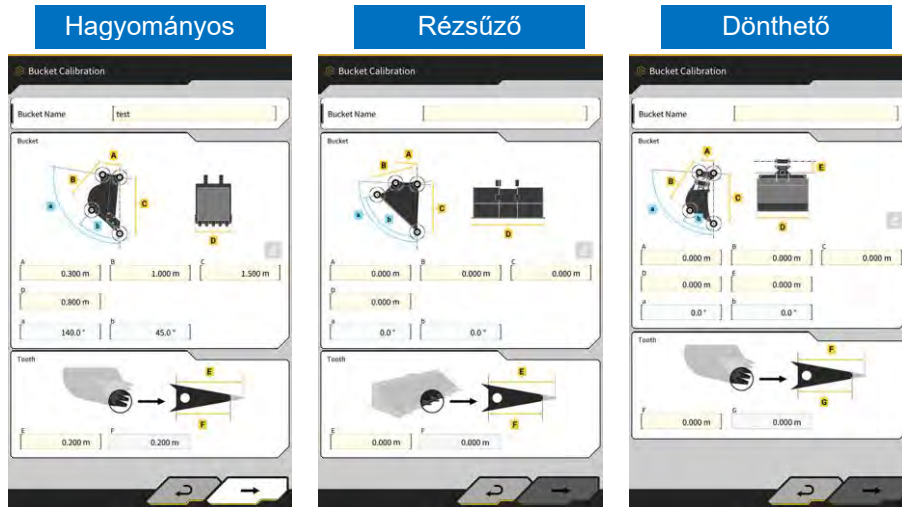 Hagyományos
Bucket Calibration
Bucket Name
test
Bucket
A
B
C
a
b
D
A
0.300 m
B
1.000 m
C
1.500 m
D
0.800 m
a
140.0 °
b
45.0 °
Tooth
E
F
E
0.200 m
F
0.200 m
Rézsűző
Bucket Calibration
Bucket Name
Bucket
A
B
C
a
b
D
A
0.000 m
B
0.000 m
C
0.000 m
D
0.000 m
a
0.0 °
b
0.0 °
Tooth
E
F
E
0.000 m
F
0.000 m
Dönthető
Bucket Calibration
Bucket Name
Bucket
A
E
B
C
a
b
D
A
0.000 m
B
0.000 m
C
0.000 m
D
0.000 m
E
0.000 m
a
0.0 °
b
0.0 °
Tooth
F
G
F
0.000 m
G
0.000 m